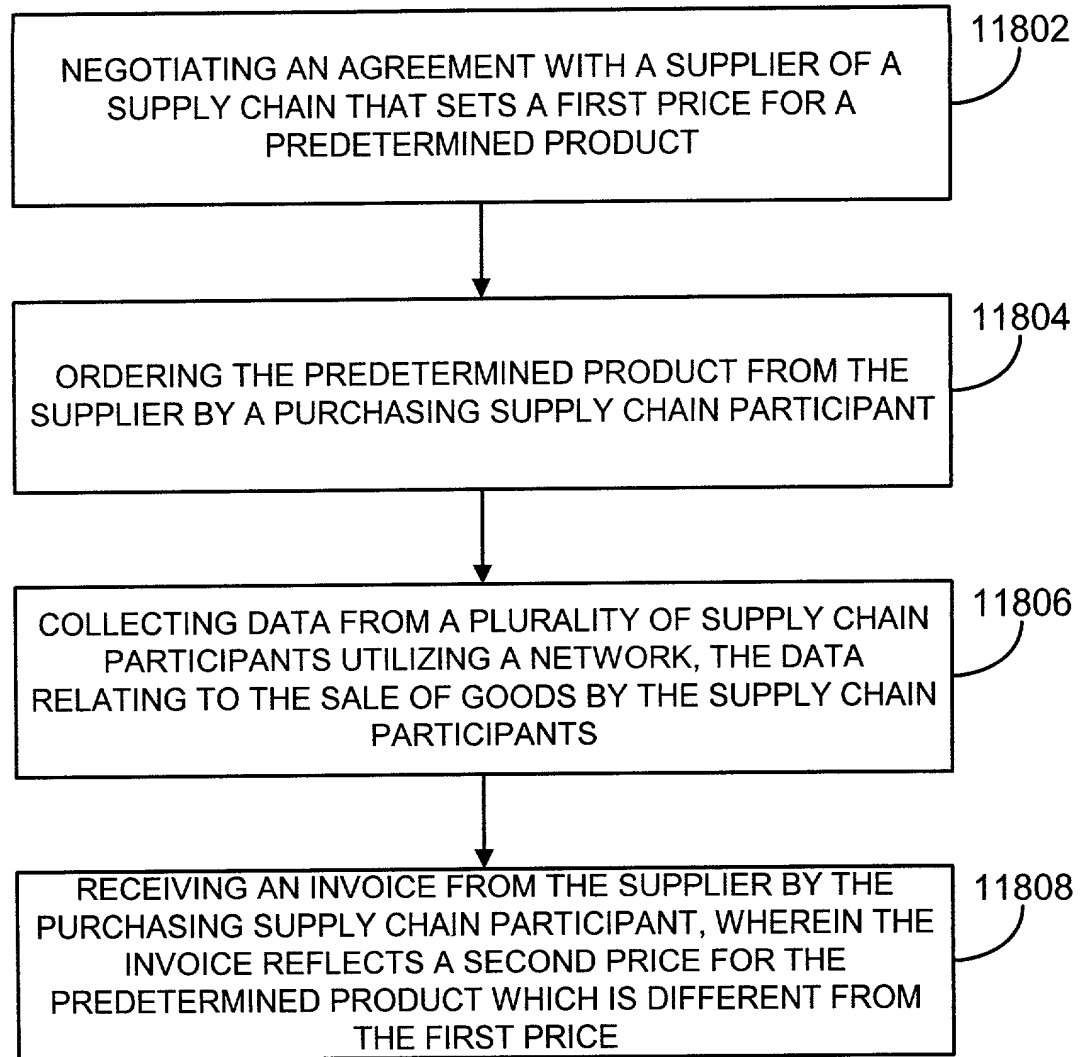 11802
NEGOTIATING AN AGREEMENT WITH A SUPPLIER OF A
SUPPLY CHAIN THAT SETS A FIRST PRICE FOR A
PREDETERMINED PRODUCT
11804
ORDERING THE PREDETERMINED PRODUCT FROM THE
SUPPLIER BY A PURCHASING SUPPLY CHAIN PARTICIPANT
11806
COLLECTING DATA FROM A PLURALITY OF SUPPLY CHAIN
PARTICIPANTS UTILIZING A NETWORK, THE DATA
RELATING TO THE SALE OF GOODS BY THE SUPPLY CHAIN
PARTICIPANTS
11808
RECEIVING AN INVOICE FROM THE SUPPLIER BY THE
PURCHASING SUPPLY CHAIN PARTICIPANT, WHEREIN THE
INVOICE REFLECTS A SECOND PRICE FOR THE
PREDETERMINED PRODUCT WHICH IS DIFFERENT FROM
THE FIRST PRICE